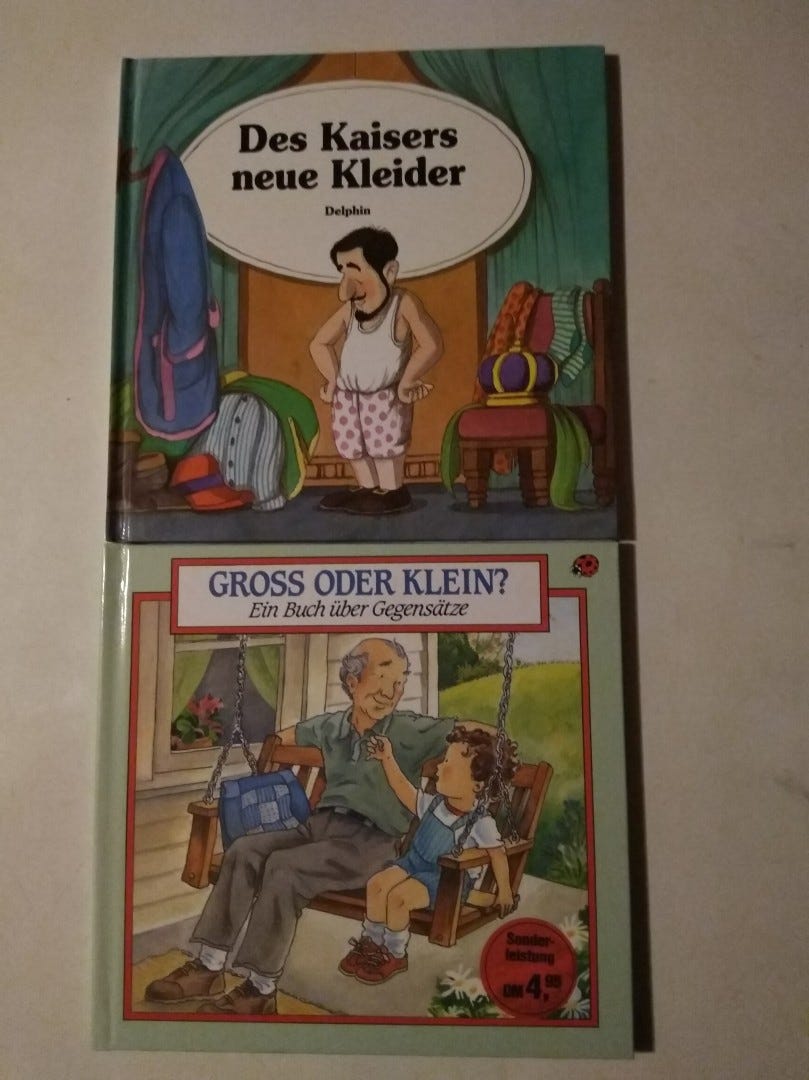 Des Kaisers
neue Kleider
Delphin
GROSS ODER KLEIN?
Ein Buch über Gegensätze
Sonder-
leistung
DM 4,95